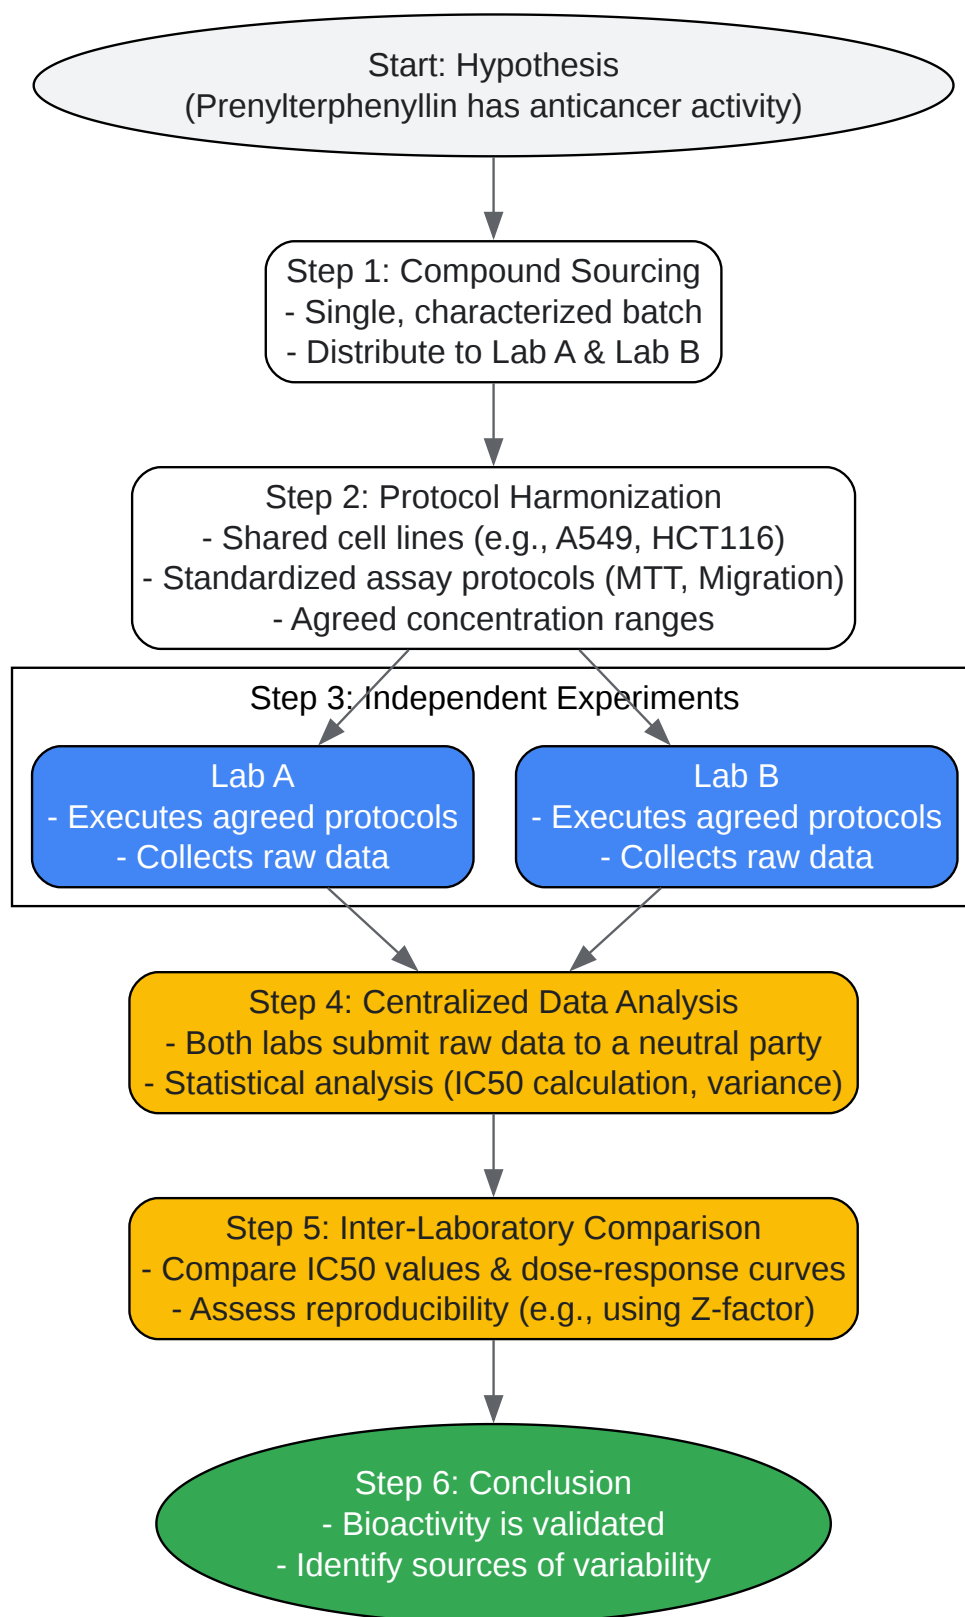 Start: Hypothesis
(Prenylterphenyllin has anticancer activity)
Step 1: Compound Sourcing
- Single, characterized batch
- Distribute to Lab A & Lab B
Step 2: Protocol Harmonization
- Shared cell lines (e.g., A549, HCT116)
- Standardized assay protocols (MTT, Migration)
- Agreed concentration ranges
Step 3: Independent Experiments
Lab A
- Executes agreed protocols
- Collects raw data
Lab B
- Executes agreed protocols
- Collects raw data
Step 4: Centralized Data Analysis
- Both labs submit raw data to a neutral party
- Statistical analysis (IC50 calculation, variance)
Step 5: Inter-Laboratory Comparison
- Compare IC50 values & dose-response curves
- Assess reproducibility (e.g., using Z-factor)
Step 6: Conclusion
- Bioactivity is validated
- Identify sources of variability